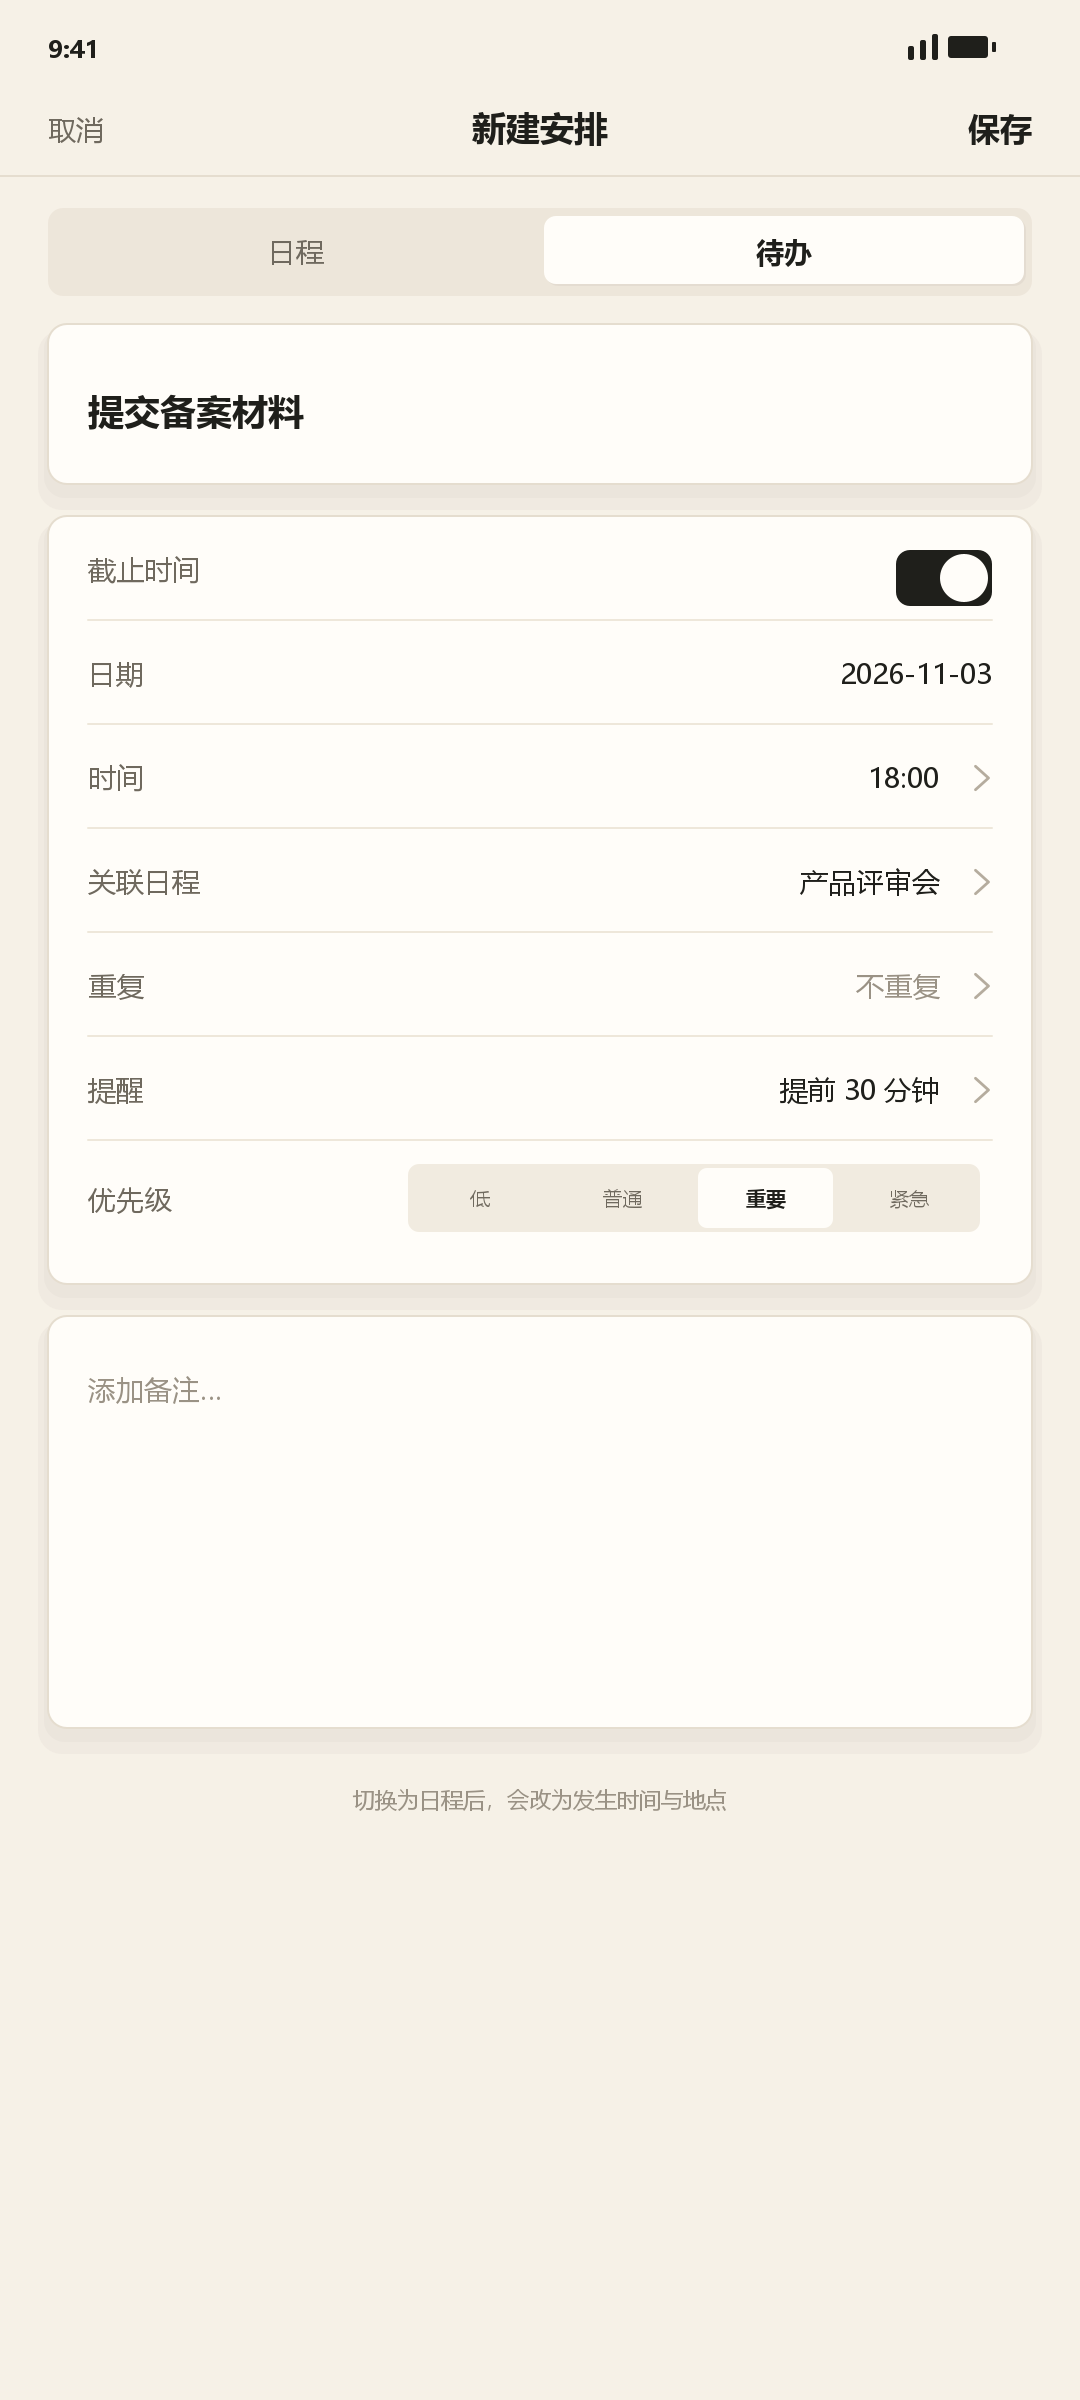 9:41
取消 新建安排 保存
日程 待办
提交备案材料
截止时间
日期 2026-11-03
时间 18:00
关联日程 产品评审会
重复 不重复
提醒 提前 30 分钟
优先级 低 普通 重要 紧急
添加备注...
切换为日程后，会改为发生时间与地点